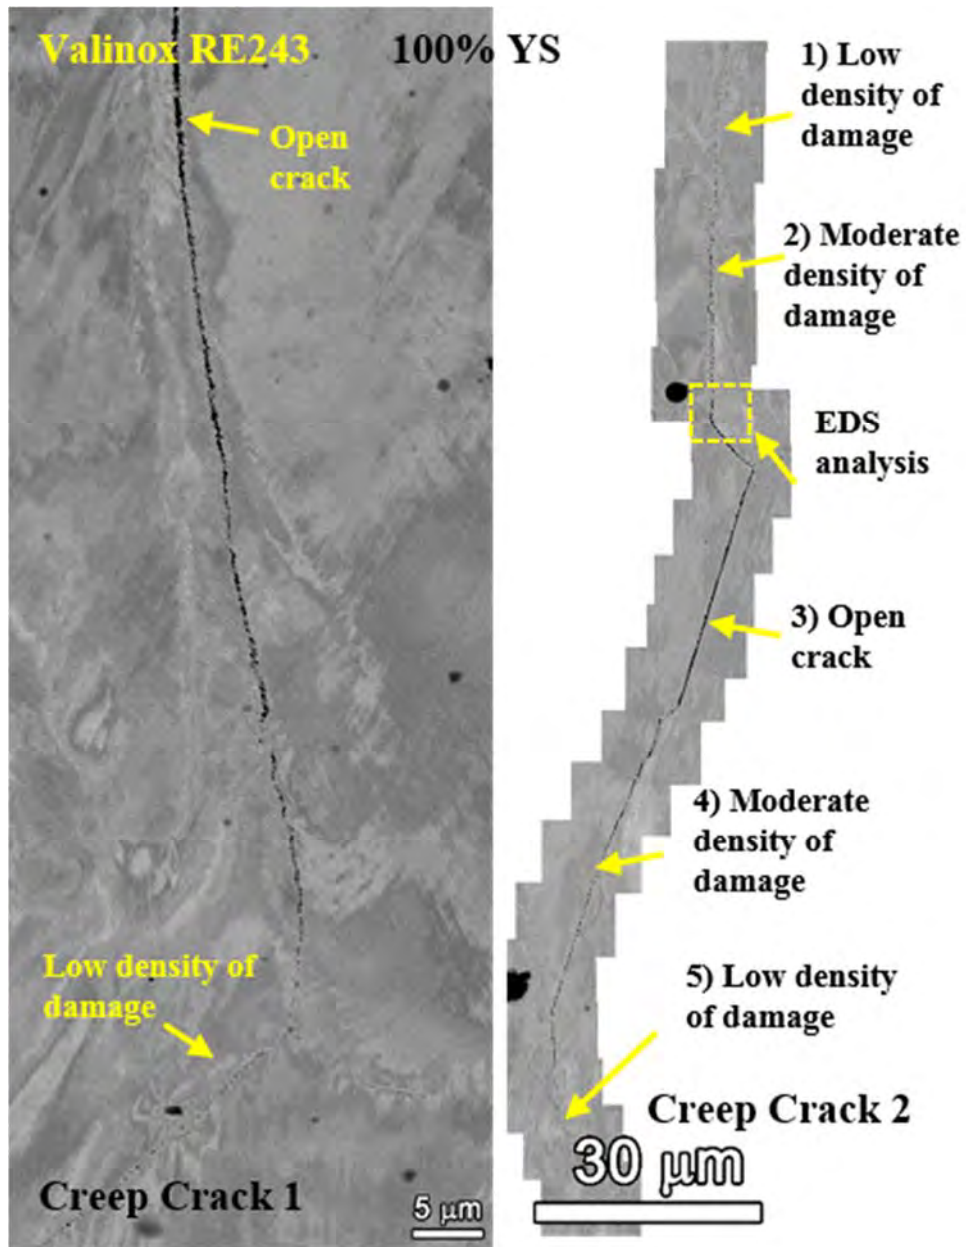 Valinox RE243 100% YS
Open
crack
Low density of
damage
Creep Crack 1
5 μm
1) Low
density of
damage
2) Moderate
density of
damage
EDS
analysis
3) Open
crack
4) Moderate
density of
damage
5) Low density
of damage
Creep Crack 2
30 μm